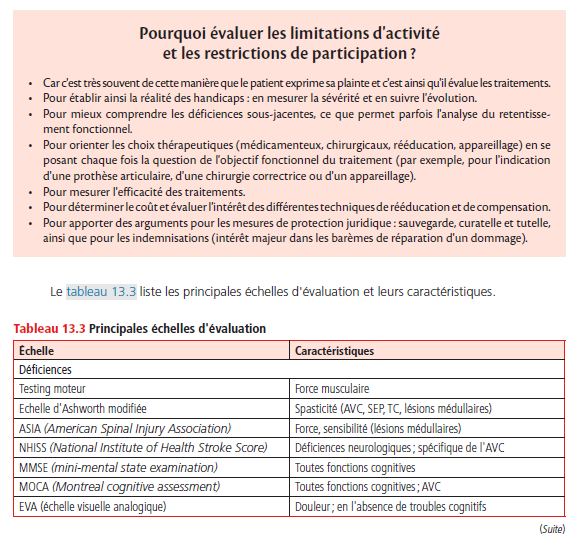 Pourquoi évaluer les limitations d'activité
et les restrictions de participation ?
• Car c'est très souvent de cette manière que le patient exprime sa plainte et c'est ainsi qu'il évalue les traitements.
• Pour établir ainsi la réalité des handicaps : en mesurer la sévérité et en suivre l'évolution.
• Pour mieux comprendre les déficiences sous-jacentes, ce que permet parfois l'analyse du retentisse-
ment fonctionnel.
• Pour orienter les choix thérapeutiques (médicamenteux, chirurgicaux, rééducation, appareillage) en se
posant chaque fois la question de l'objectif fonctionnel du traitement (par exemple, pour l'indication
d'une prothèse articulaire, d'une chirurgie correctrice ou d'un appareillage).
• Pour mesurer l'efficacité des traitements.
• Pour déterminer le coût et évaluer l'intérêt des différentes techniques de rééducation et de compensation.
• Pour apporter des arguments pour les mesures de protection juridique : sauvegarde, curatelle et tutelle,
ainsi que pour les indemnisations (intérêt majeur dans les barèmes de réparation d'un dommage).
Le tableau 13.3 liste les principales échelles d'évaluation et leurs caractéristiques.
Tableau 13.3 Principales échelles d'évaluation
Échelle Caractéristiques
Déficiences
Testing moteur Force musculaire
Echelle d'Ashworth modifiée Spasticité (AVC, SEP, TC, lésions médullaires)
ASIA (American Spinal Injury Association) Force, sensibilité (lésions médullaires)
NHISS (National Institute of Health Stroke Score) Déficiences neurologiques ; spécifique de l'AVC
MMSE (mini-mental state examination) Toutes fonctions cognitives
MOCA (Montreal cognitive assessment) Toutes fonctions cognitives ; AVC
EVA (échelle visuelle analogique) Douleur ; en l'absence de troubles cognitifs
(Suite)